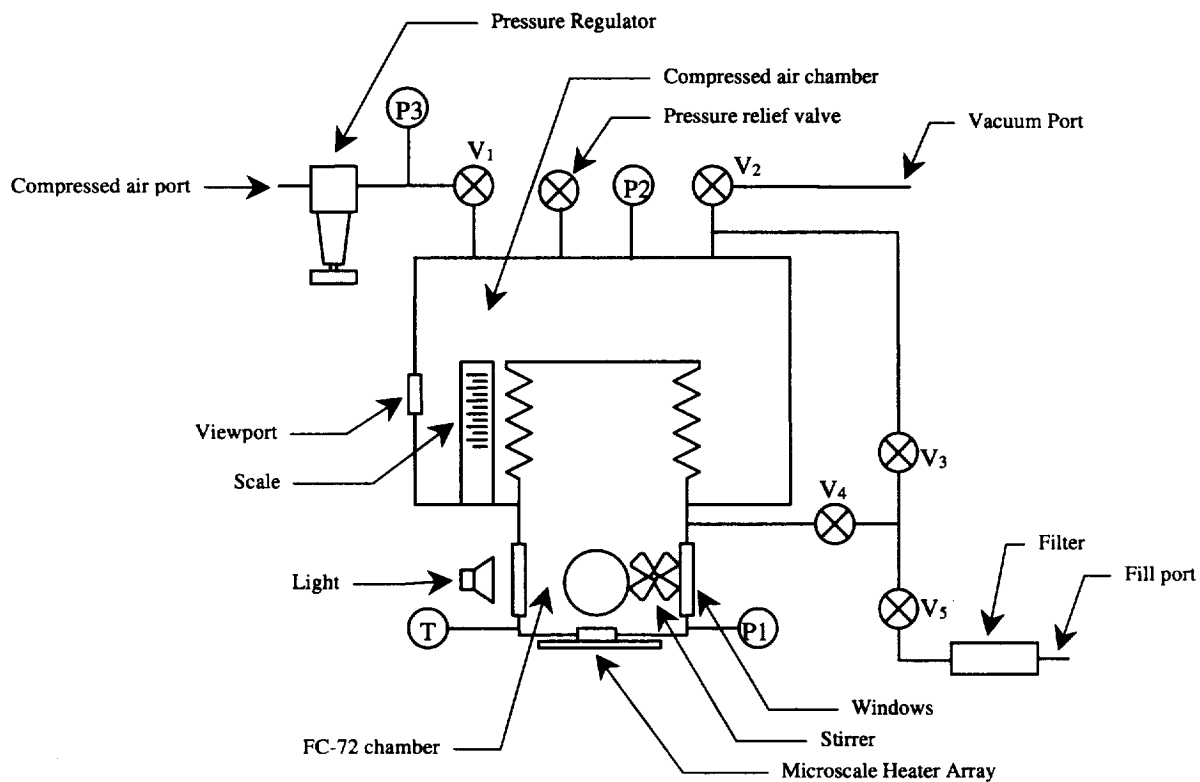 Pressure Regulator
Compressed air chamber
P3
Pressure relief valve
Vacuum Port
V1
V2
Compressed air port
P2
Viewport
Scale
V3
V4
Filter
Light
Fill port
V5
T
P1
Windows
FC-72 chamber
Stirrer
Microscale Heater Array